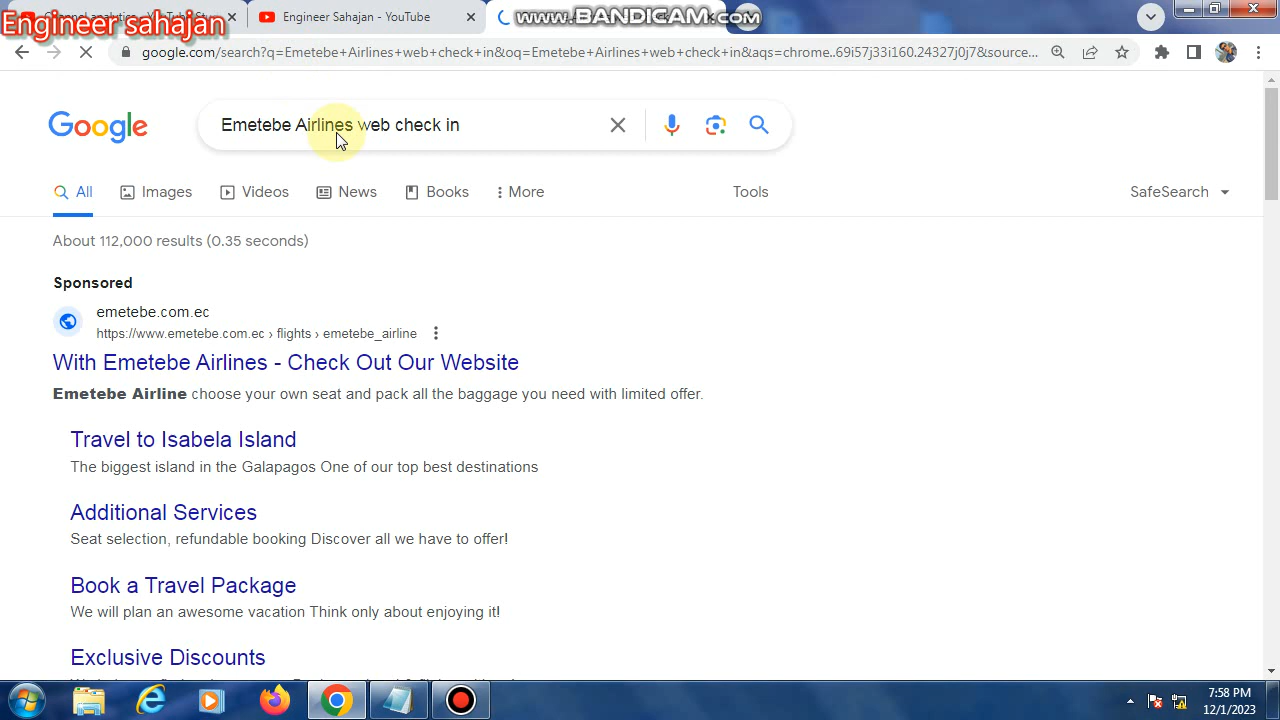 Engineer sahajan
Engineer Sahajan - YouTube
WWW.BANDICAM.COM
google.com/search?q=Emetebe+Airlines+web+check+in&oq=Emetebe+Airlines+web+check+in&aqs=chrome..69i57j33i160.24327j0j7&source...
Google
Emetebe Airlines web check in
All
Images
Videos
News
Books
More
Tools
SafeSearch
About 112,000 results (0.35 seconds)
Sponsored
emetebe.com.ec
https://www.emetebe.com.ec › flights › emetebe_airline
With Emetebe Airlines - Check Out Our Website
Emetebe Airline choose your own seat and pack all the baggage you need with limited offer.
Travel to Isabela Island
The biggest island in the Galapagos One of our top best destinations
Additional Services
Seat selection, refundable booking Discover all we have to offer!
Book a Travel Package
We will plan an awesome vacation Think only about enjoying it!
Exclusive Discounts
7:58 PM
12/1/2023